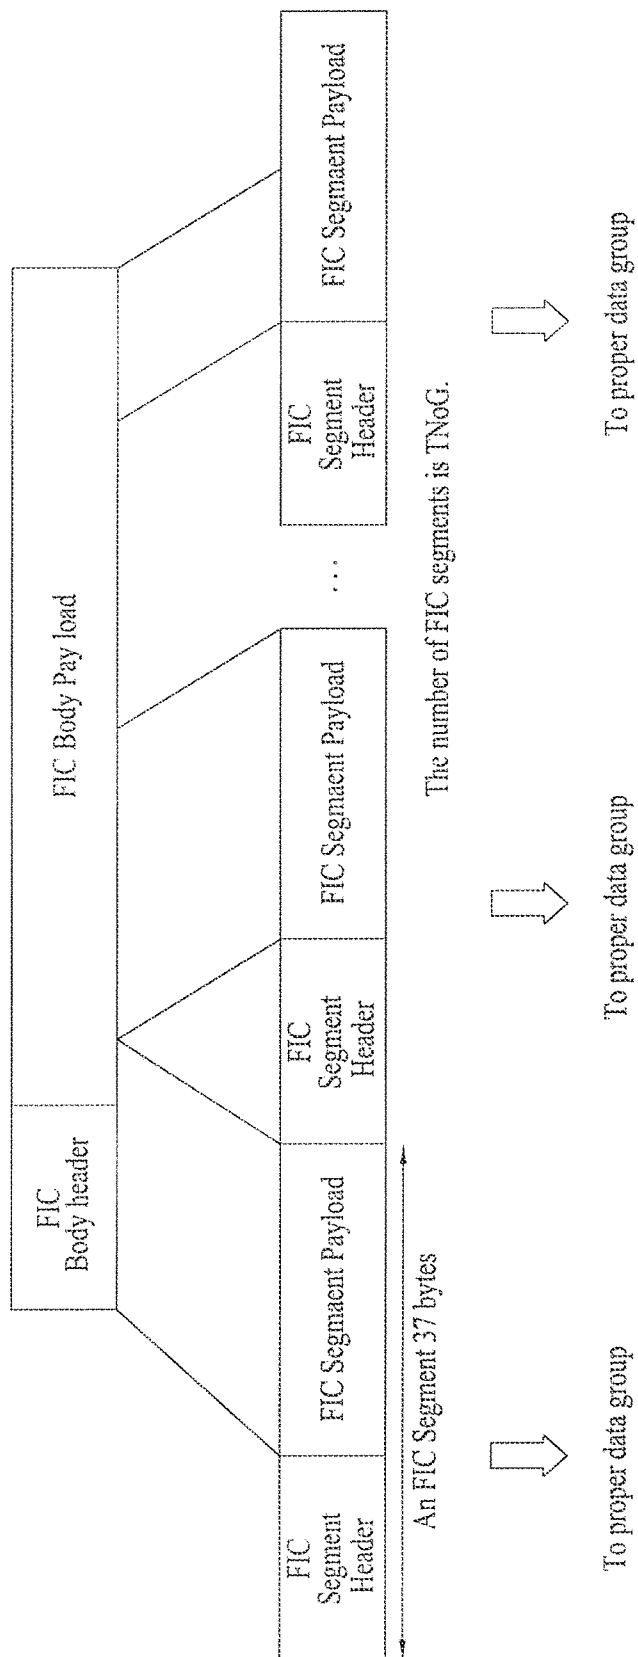 FIC
Body header
FIC Body Pay load
FIC
Segment
Header
FIC Segmaent Payload
FIC
Segment
Header
FIC Segmaent Payload
...
FIC
Segment
Header
FIC Segmaent Payload
An FIC Segment 37 bytes
The number of FIC segments is TNoG.
To proper data group
To proper data group
To proper data group